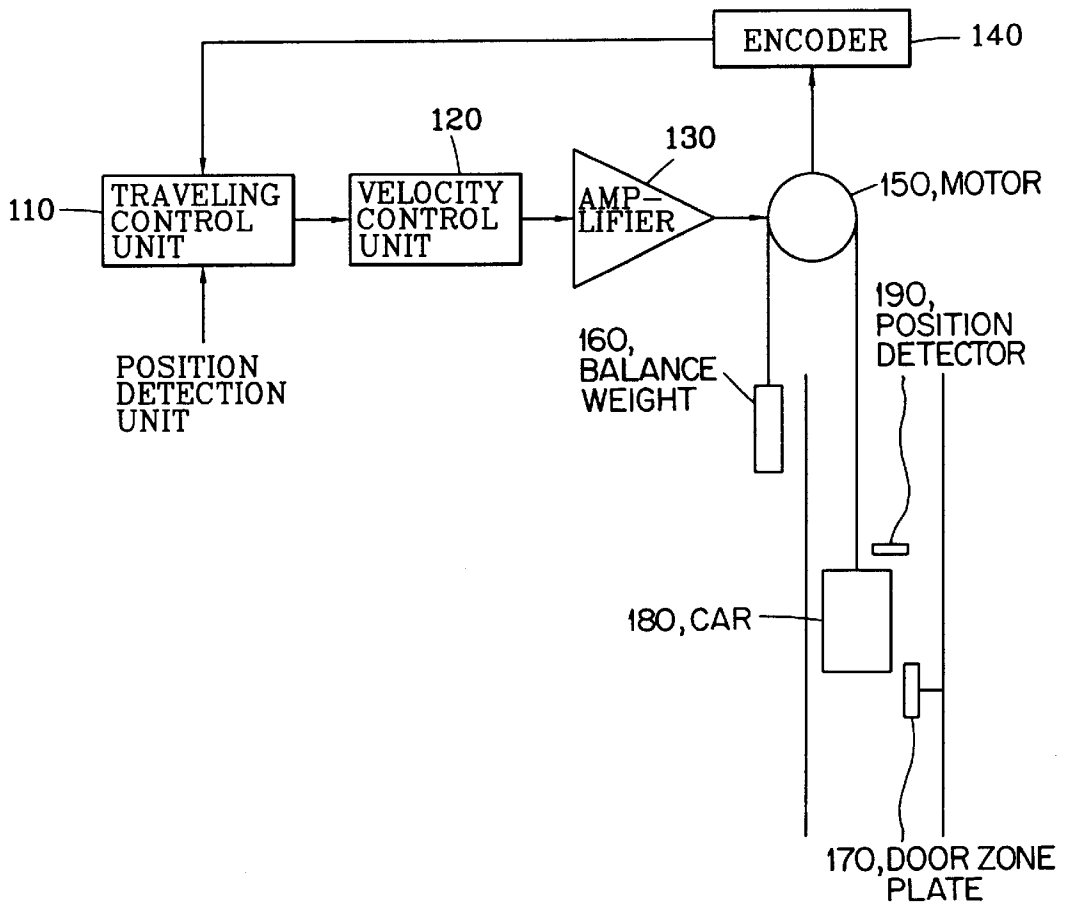 ENCODER
140
120
130
110
TRAVELING
CONTROL
UNIT
VELOCITY
CONTROL
UNIT
AMP-
LIFIER
150, MOTOR
190,
POSITION
DETECTOR
160,
BALANCE
WEIGHT
POSITION
DETECTION
UNIT
180, CAR
170, DOOR ZONE
PLATE